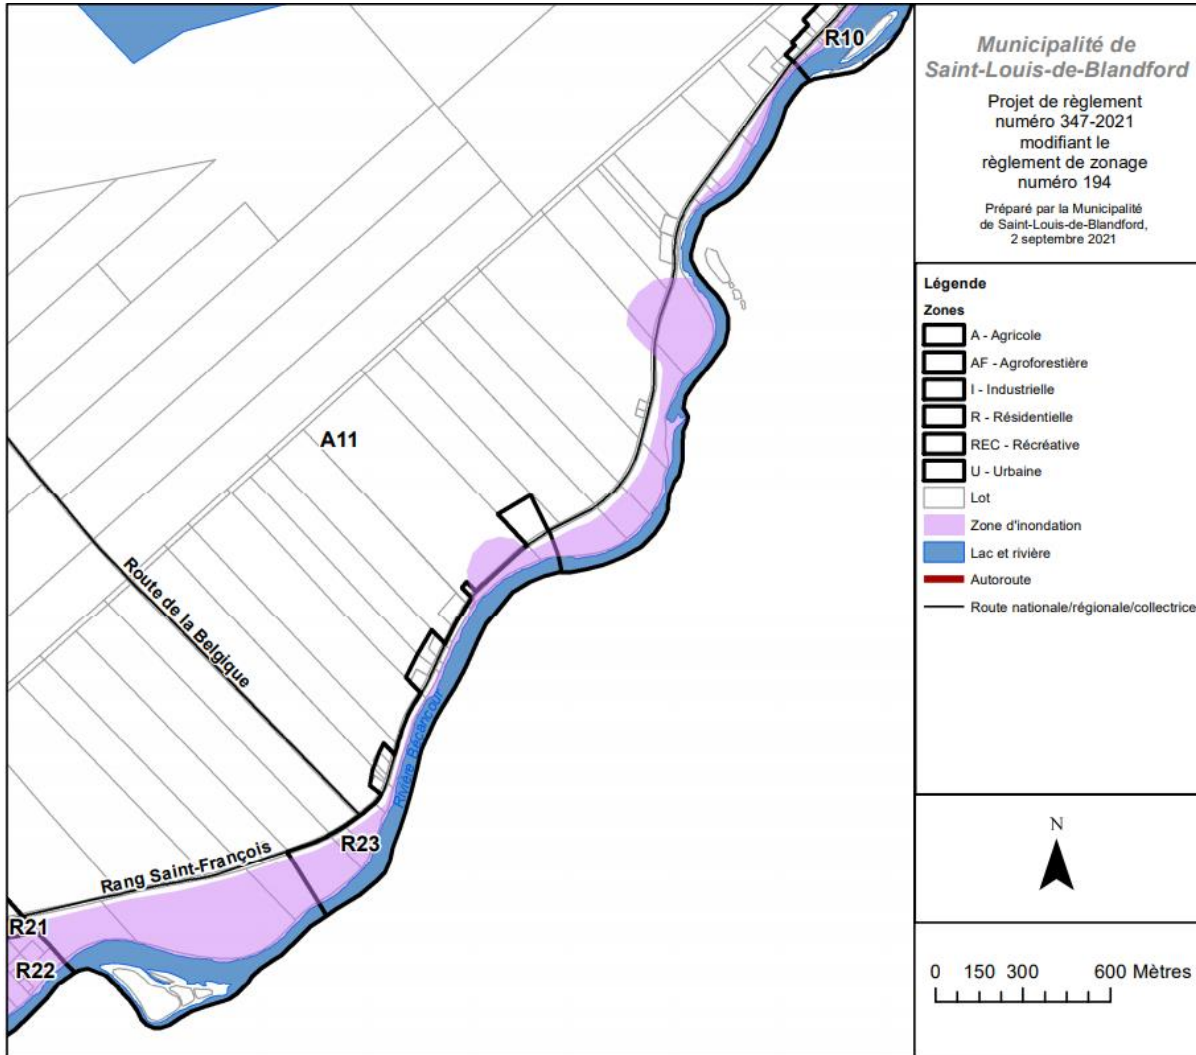 R10
A11
Route de la Belgique
Rivière Bécancour
R23
Rang Saint-François
R21
R22
Municipalité de
Saint-Louis-de-Blandford
Projet de règlement
numéro 347-2021
modifiant le
règlement de zonage
numéro 194
Préparé par la Municipalité
de Saint-Louis-de-Blandford,
2 septembre 2021
Légende
Zones
A - Agricole
AF - Agroforestière
I - Industrielle
R - Résidentielle
REC - Récréative
U - Urbaine
Lot
Zone d'inondation
Lac et rivière
Autoroute
Route nationale/régionale/collectrice
N
0 150 300 600 Mètres